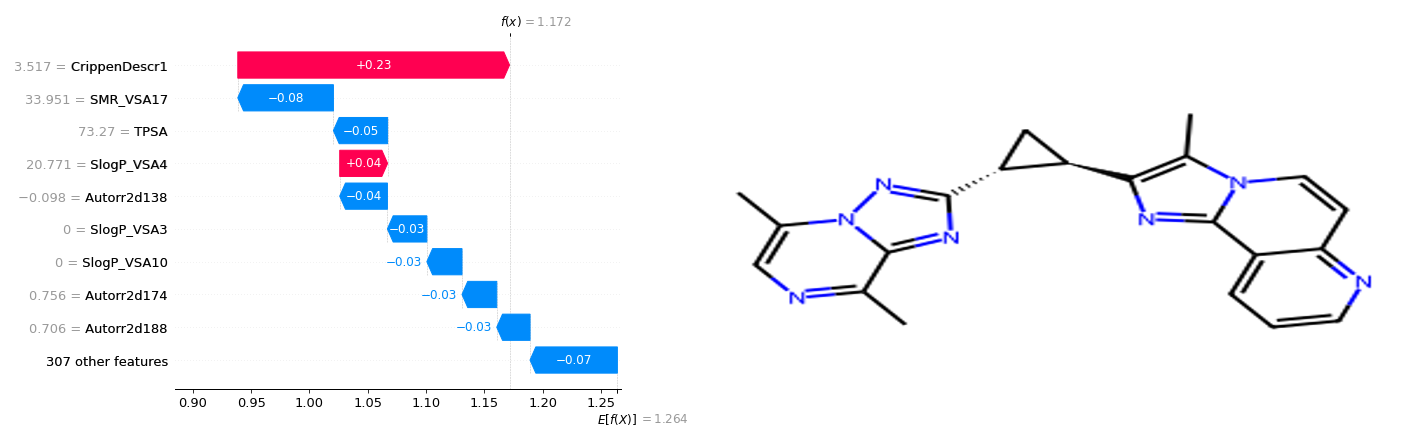 f(x) = 1.172
3.517 = CrippenDescr1
+0.23
33.951 = SMR_VSA17
−0.08
73.27 = TPSA
−0.05
20.771 = SlogP_VSA4
+0.04
−0.098 = Autorr2d138
−0.04
0 = SlogP_VSA3
−0.03
0 = SlogP_VSA10
−0.03
0.756 = Autorr2d174
−0.03
0.706 = Autorr2d188
−0.03
307 other features
−0.07
0.90 0.95 1.00 1.05 1.10 1.15 1.20 1.25
E[f(X)] = 1.264
N
N
N
N
N
N
N
N